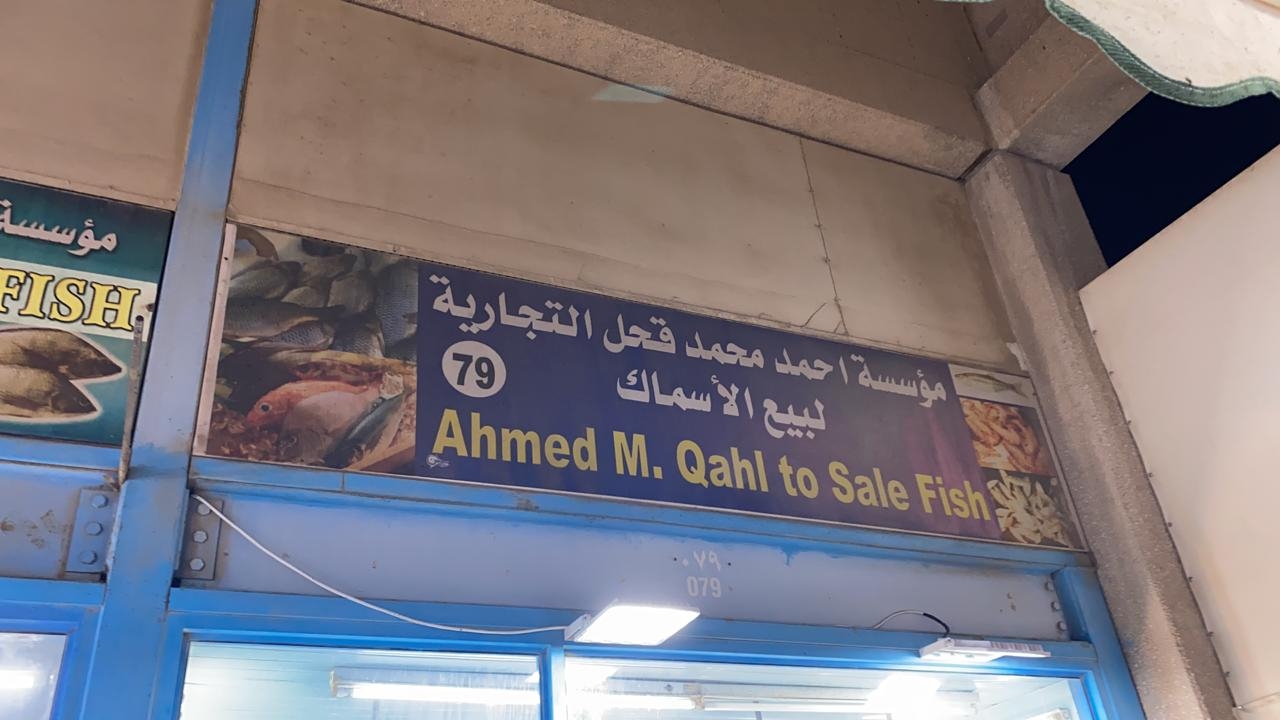 مؤسسة
FISH
مؤسسة احمد محمد قحل التجارية
79
لبيع الأسماك
Ahmed M. Qahl to Sale Fish
٠٧٩
079